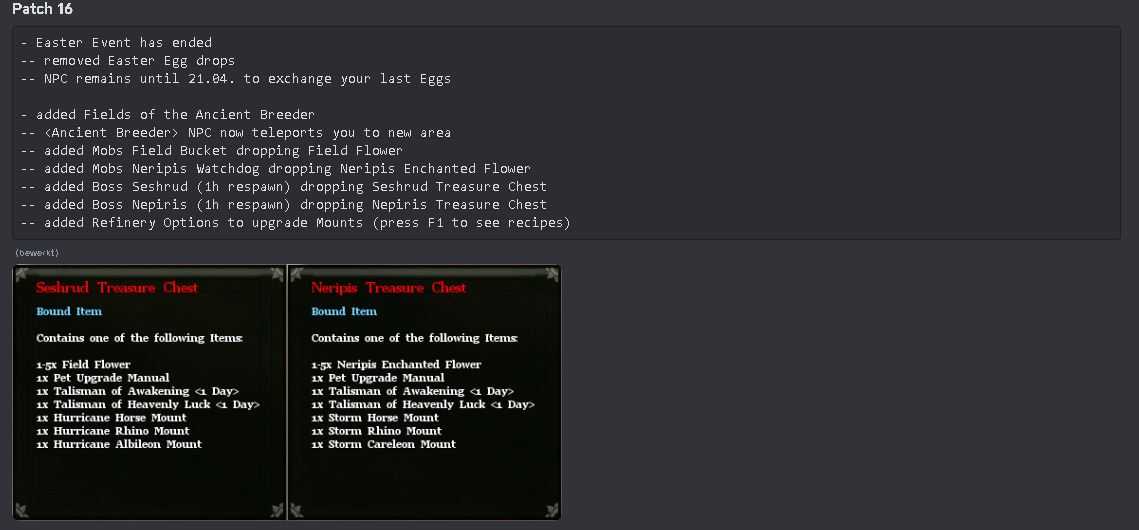 Patch 16
- Easter Event has ended
-- removed Easter Egg drops
-- NPC remains until 21.04. to exchange your last Eggs
- added Fields of the Ancient Breeder
-- <Ancient Breeder> NPC now teleports you to new area
-- added Mobs Field Bucket dropping Field Flower
-- added Mobs Neripis Watchdog dropping Neripis Enchanted Flower
-- added Boss Seshrud (1h respawn) dropping Seshrud Treasure Chest
-- added Boss Nepiris (1h respawn) dropping Nepiris Treasure Chest
-- added Refinery Options to upgrade Mounts (press F1 to see recipes)
(bewerkt)
Seshrud Treasure Chest
Bound Item
Contains one of the following Items:
1-5x Field Flower
1x Pet Upgrade Manual
1x Talisman of Awakening <1 Day>
1x Talisman of Heavenly Luck <1 Day>
1x Hurricane Horse Mount
1x Hurricane Rhino Mount
1x Hurricane Albileon Mount
Neripis Treasure Chest
Bound Item
Contains one of the following Items:
1-5x Neripis Enchanted Flower
1x Pet Upgrade Manual
1x Talisman of Awakening <1 Day>
1x Talisman of Heavenly Luck <1 Day>
1x Storm Horse Mount
1x Storm Rhino Mount
1x Storm Careleon Mount